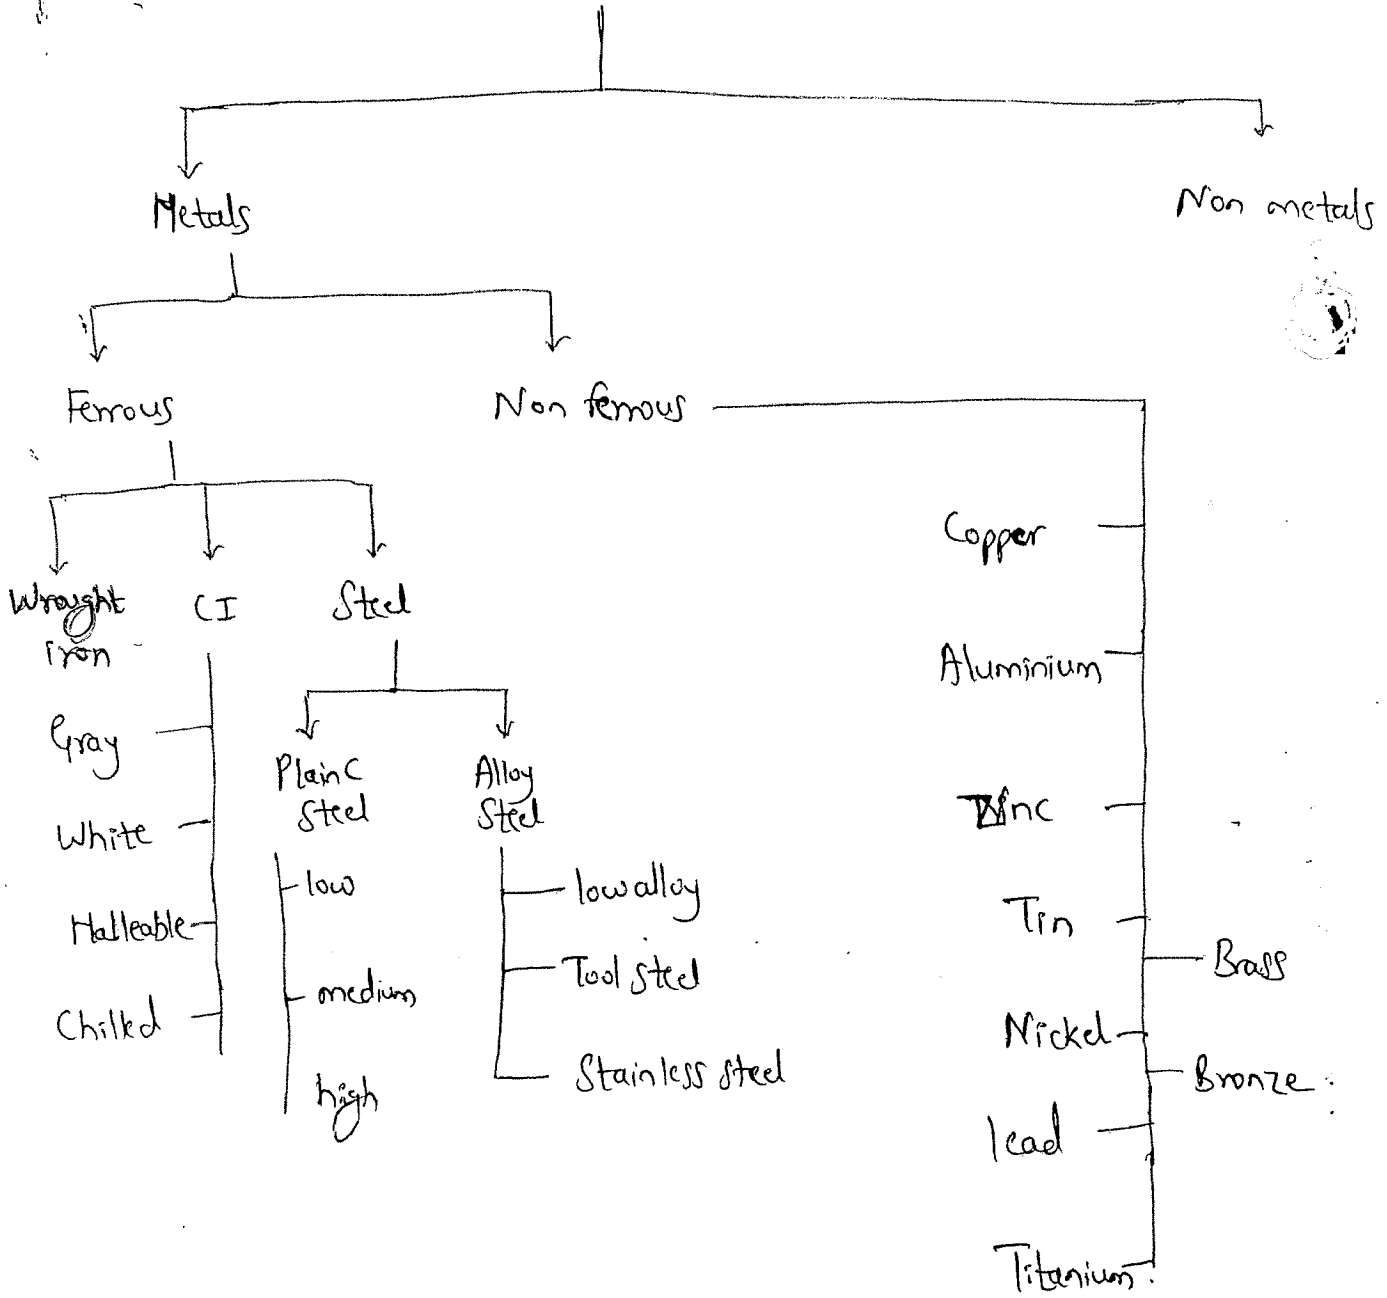 Metals
Non metals
Ferrous
Non ferrous
Wrought
iron
CI
Steel
Gray
White
Malleable
Chilled
Plain C
Steel
low
medium
high
Alloy
Steel
low alloy
Tool steel
Stainless steel
Copper
Aluminium
Zinc
Tin
Nickel
lead
Titanium.
Brass
Bronze.